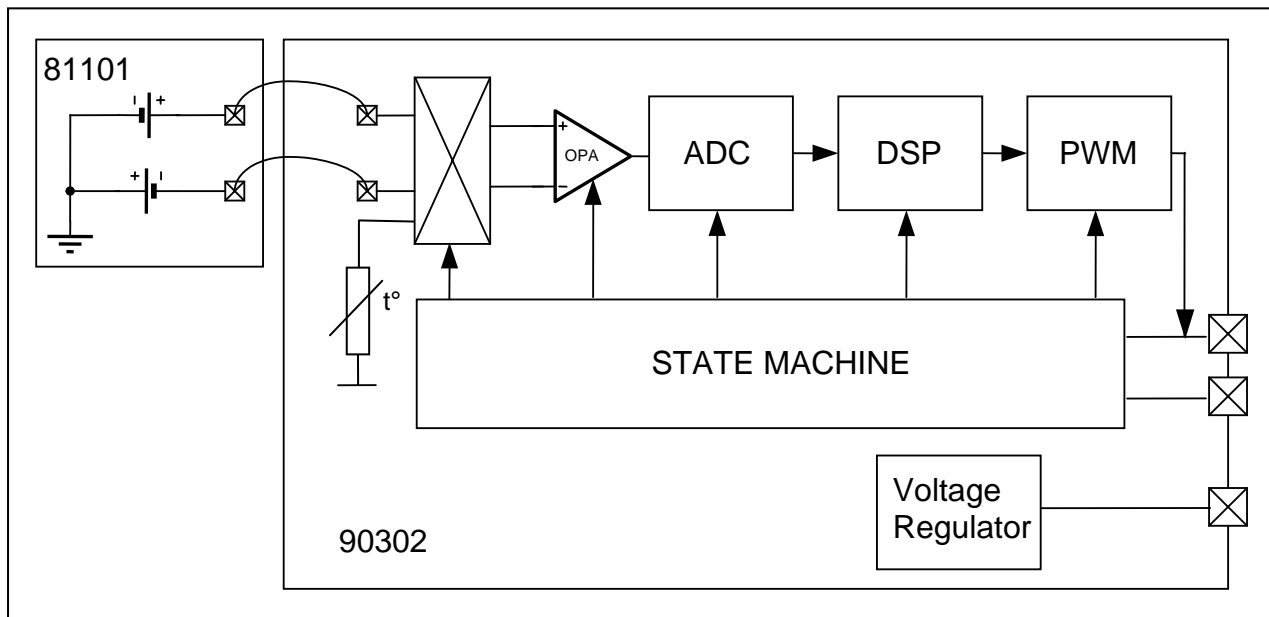 81101
- +
+ -
+
OPA
−
ADC
DSP
PWM
t°
STATE MACHINE
Voltage
Regulator
90302